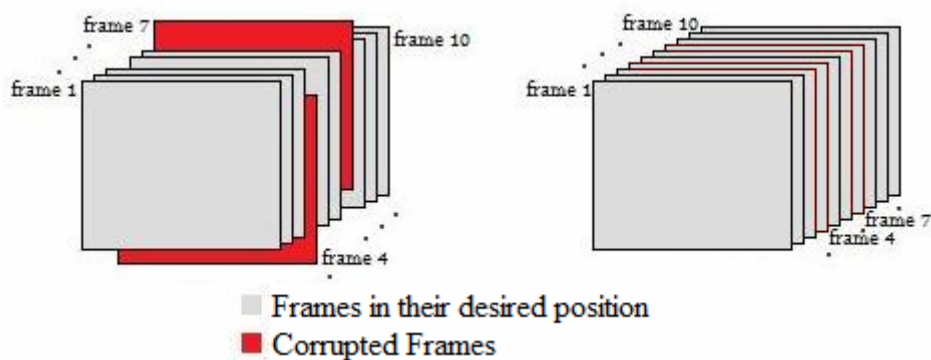 frame 7
frame 10
frame 1
frame 4
frame 10
frame 1
frame 7
frame 4
Frames in their desired position
Corrupted Frames